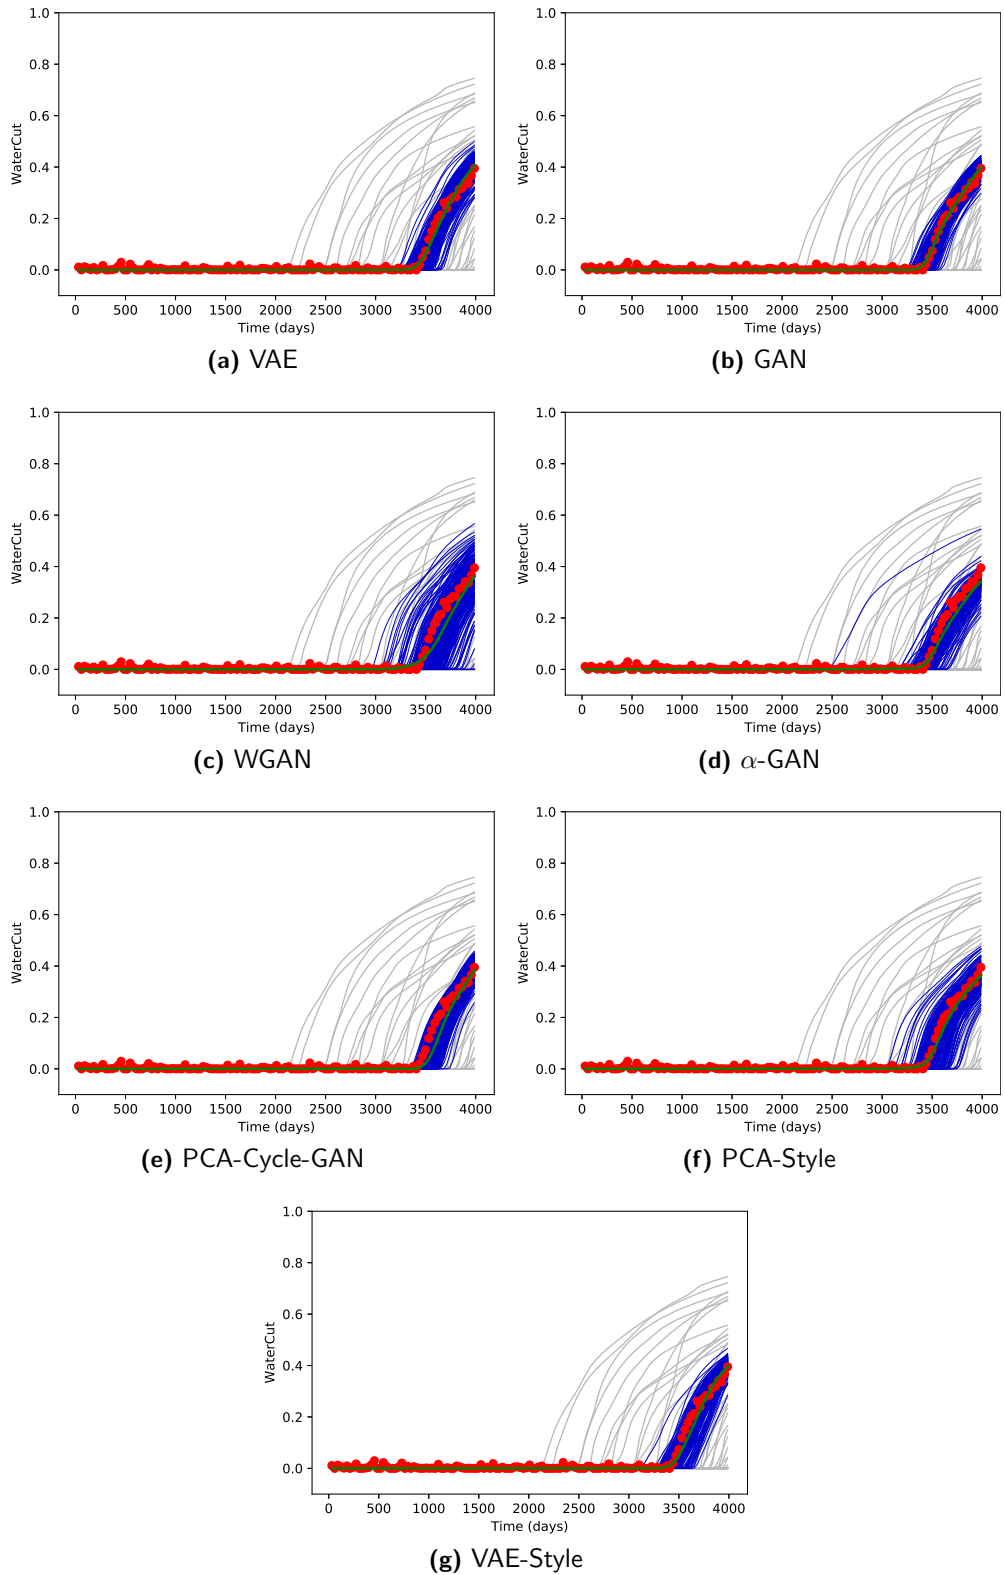 1.0 1.0
0.8 0.8
0.6 0.6
WaterCut WaterCut
0.4 0.4
0.2 0.2
0.0 0.0
0 500 1000 1500 2000 2500 3000 3500 4000 0 500 1000 1500 2000 2500 3000 3500 4000
Time (days) Time (days)
(a) VAE (b) GAN
1.0 1.0
0.8 0.8
0.6 0.6
WaterCut WaterCut
0.4 0.4
0.2 0.2
0.0 0.0
0 500 1000 1500 2000 2500 3000 3500 4000 0 500 1000 1500 2000 2500 3000 3500 4000
Time (days) Time (days)
(c) WGAN (d) α-GAN
1.0 1.0
0.8 0.8
0.6 0.6
WaterCut WaterCut
0.4 0.4
0.2 0.2
0.0 0.0
0 500 1000 1500 2000 2500 3000 3500 4000 0 500 1000 1500 2000 2500 3000 3500 4000
Time (days) Time (days)
(e) PCA-Cycle-GAN (f) PCA-Style
1.0
0.8
0.6
WaterCut
0.4
0.2
0.0
0 500 1000 1500 2000 2500 3000 3500 4000
Time (days)
(g) VAE-Style